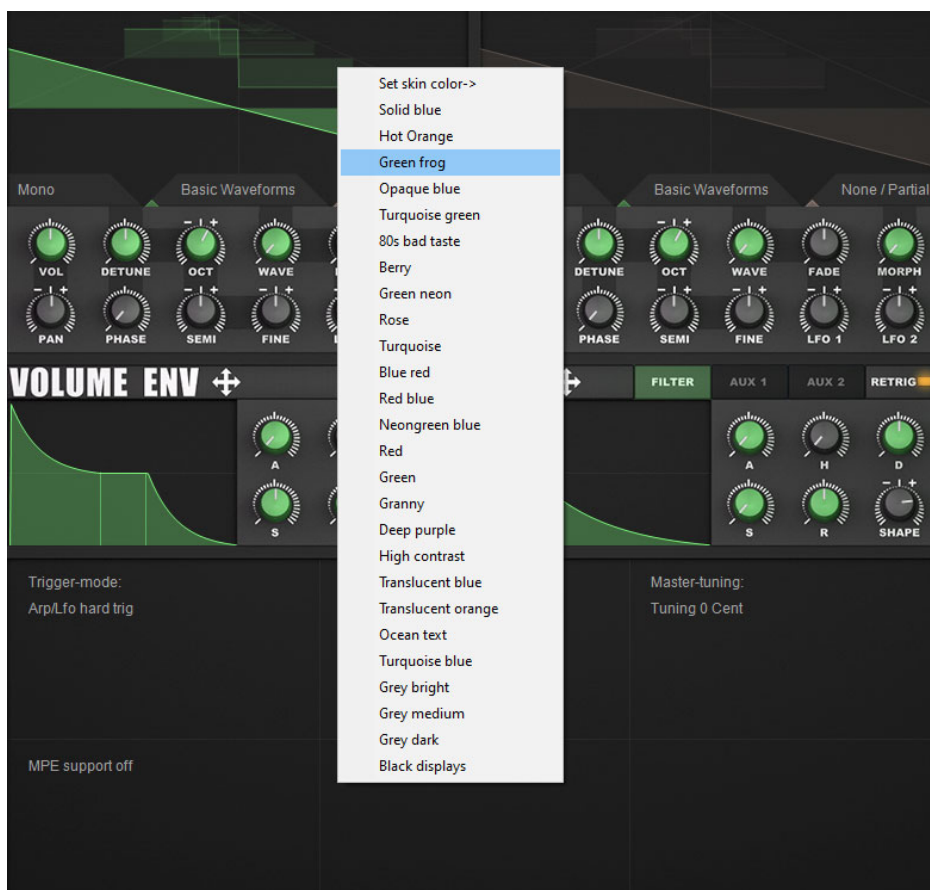 Mono
Basic Waveforms
Basic Waveforms
None / Partial
VOL
DETUNE
OCT
WAVE
DETUNE
OCT
WAVE
FADE
MORPH
PAN
PHASE
SEMI
FINE
PHASE
SEMI
FINE
LFO 1
LFO 2
VOLUME ENV
FILTER
AUX 1
AUX 2
RETRIG
A
A
H
D
S
S
R
SHAPE
Set skin color->
Solid blue
Hot Orange
Green frog
Opaque blue
Turquoise green
80s bad taste
Berry
Green neon
Rose
Turquoise
Blue red
Red blue
Neongreen blue
Red
Green
Granny
Deep purple
High contrast
Translucent blue
Translucent orange
Ocean text
Turquoise blue
Grey bright
Grey medium
Grey dark
Black displays
Trigger-mode:
Arp/Lfo hard trig
Master-tuning:
Tuning 0 Cent
MPE support off